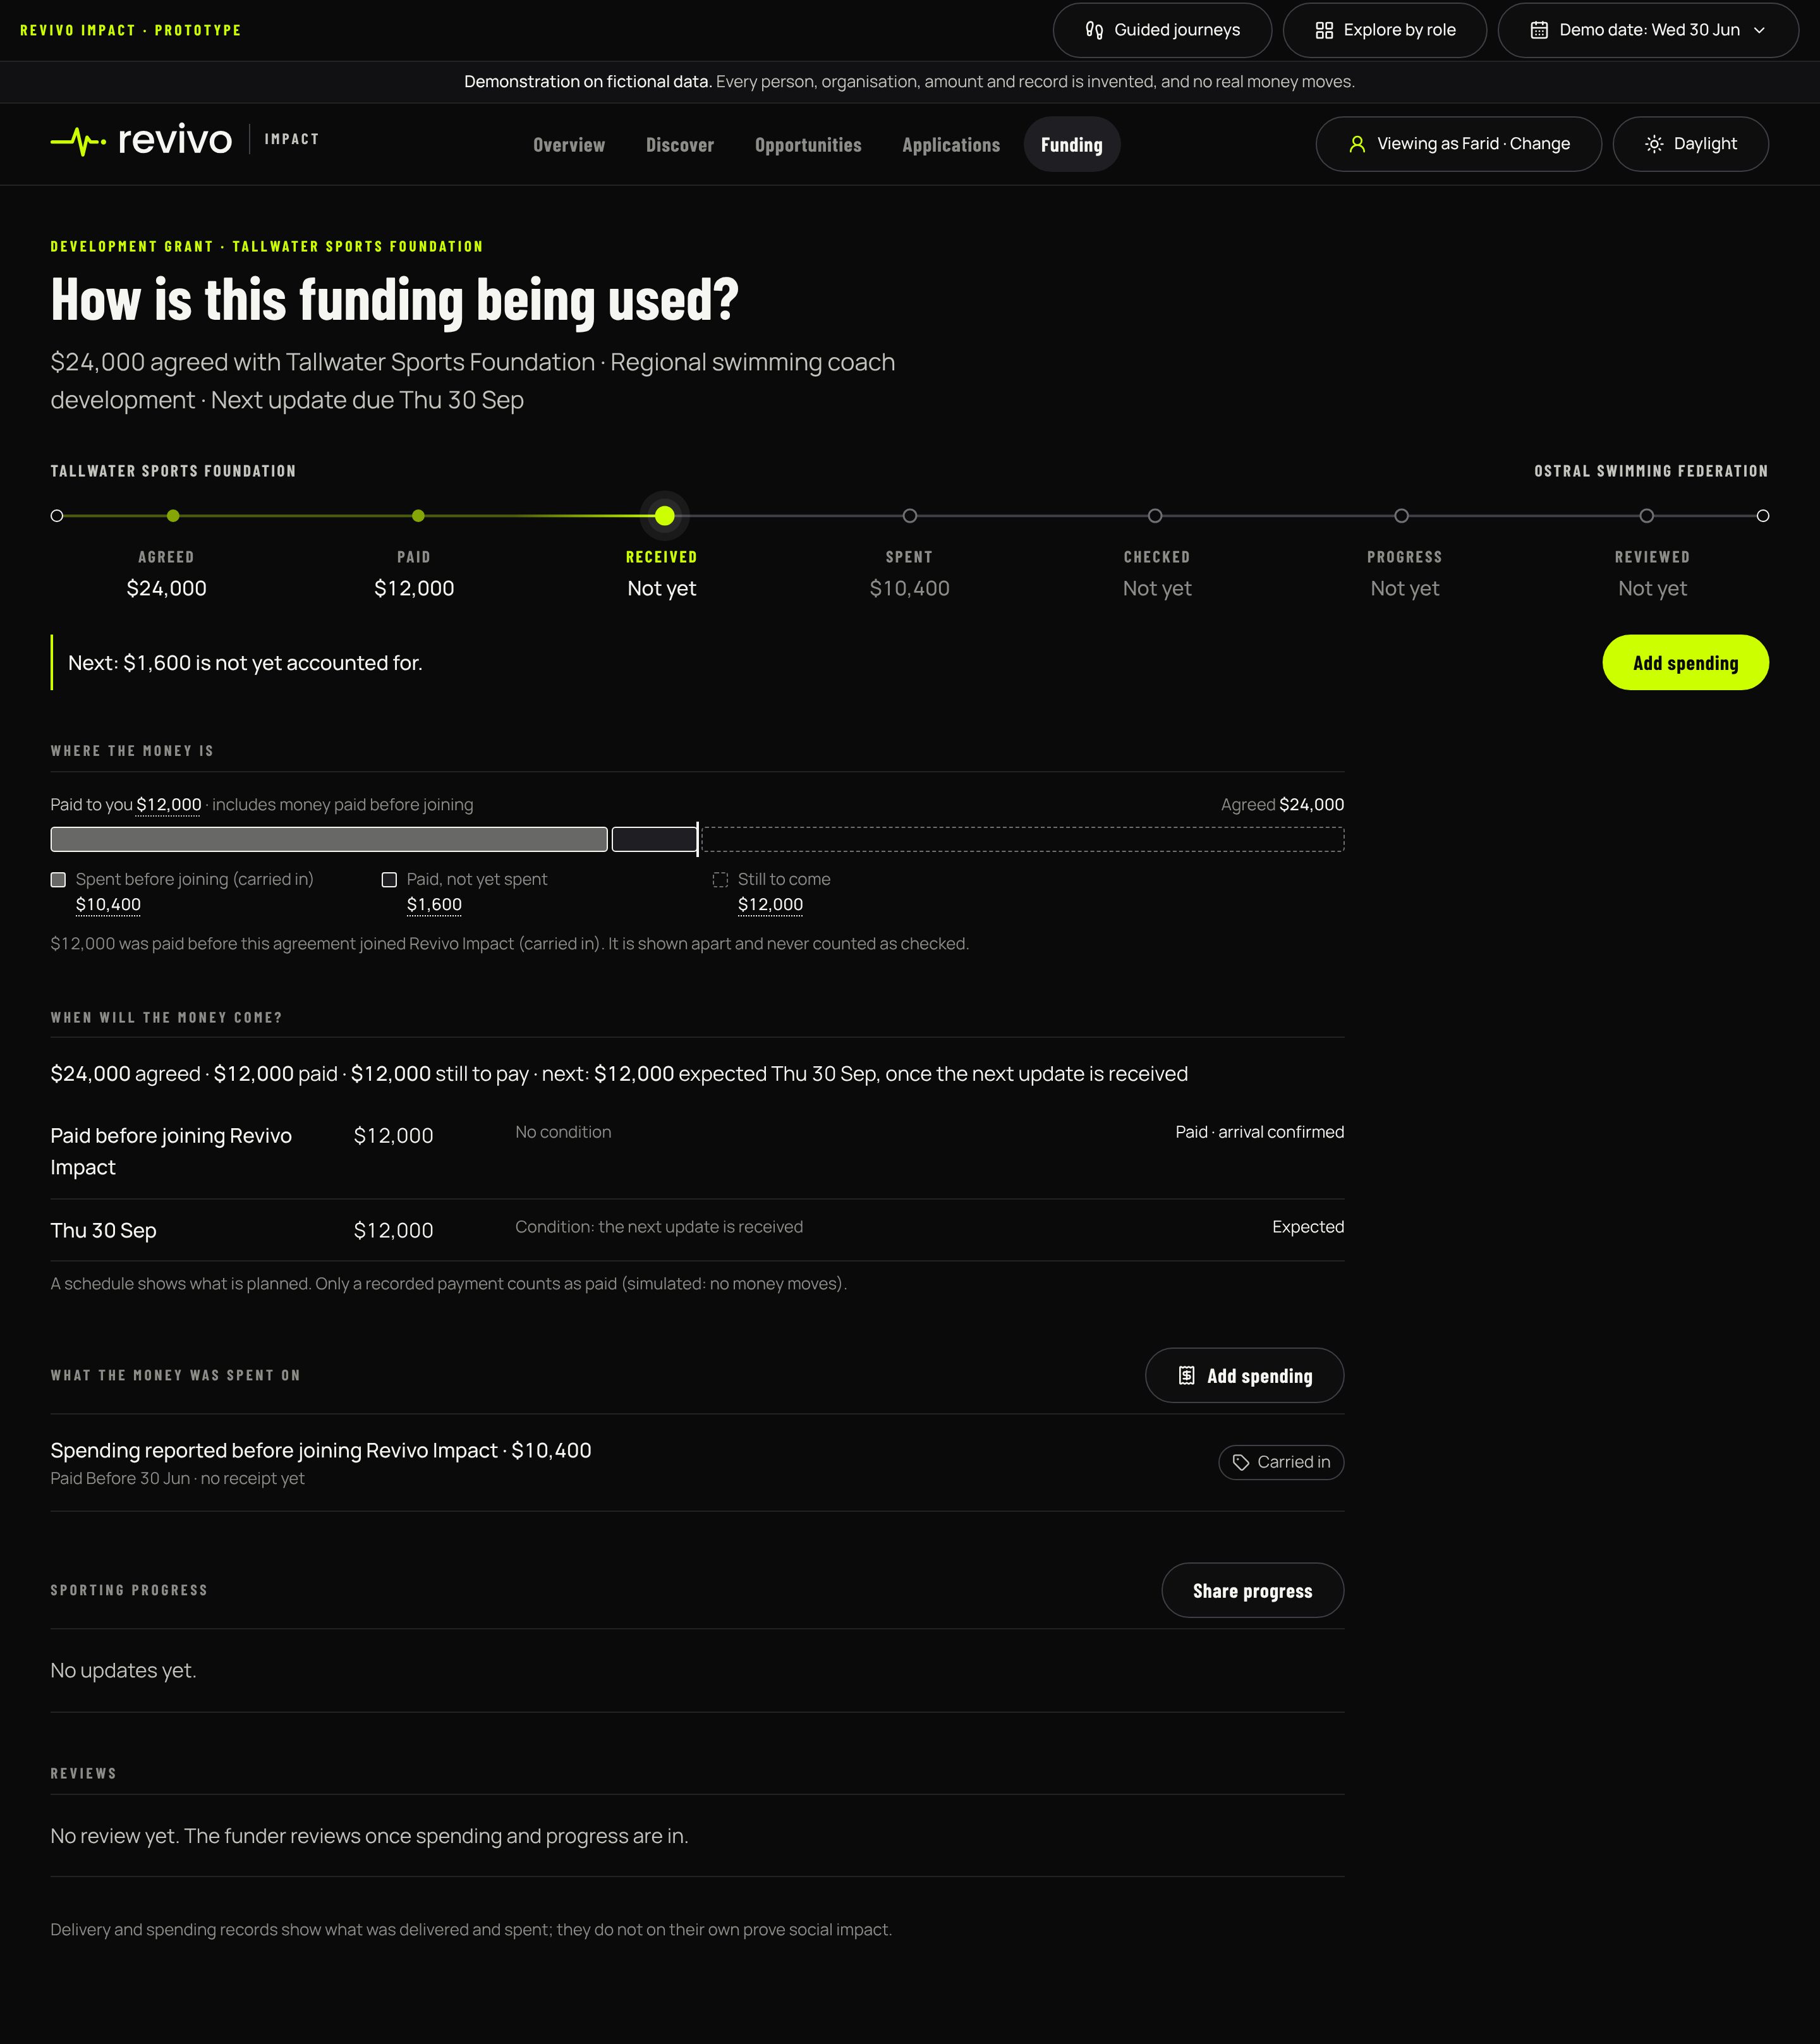 REVIVO IMPACT · PROTOTYPE
Guided journeys
Explore by role
Demo date: Wed 30 Jun
Demonstration on fictional data. Every person, organisation, amount and record is invented, and no real money moves.
revivo
IMPACT
Overview
Discover
Opportunities
Applications
Funding
Viewing as Farid · Change
Daylight
DEVELOPMENT GRANT · TALLWATER SPORTS FOUNDATION
How is this funding being used?
$24,000 agreed with Tallwater Sports Foundation · Regional swimming coach
development · Next update due Thu 30 Sep
TALLWATER SPORTS FOUNDATION
OSTRAL SWIMMING FEDERATION
AGREED
$24,000
PAID
$12,000
RECEIVED
Not yet
SPENT
$10,400
CHECKED
Not yet
PROGRESS
Not yet
REVIEWED
Not yet
Next: $1,600 is not yet accounted for.
Add spending
WHERE THE MONEY IS
Paid to you $12,000 · includes money paid before joining
Agreed $24,000
Spent before joining (carried in)
$10,400
Paid, not yet spent
$1,600
Still to come
$12,000
$12,000 was paid before this agreement joined Revivo Impact (carried in). It is shown apart and never counted as checked.
WHEN WILL THE MONEY COME?
$24,000 agreed · $12,000 paid · $12,000 still to pay · next: $12,000 expected Thu 30 Sep, once the next update is received
Paid before joining Revivo
Impact
$12,000
No condition
Paid · arrival confirmed
Thu 30 Sep
$12,000
Condition: the next update is received
Expected
A schedule shows what is planned. Only a recorded payment counts as paid (simulated: no money moves).
WHAT THE MONEY WAS SPENT ON
Add spending
Spending reported before joining Revivo Impact · $10,400
Paid Before 30 Jun · no receipt yet
Carried in
SPORTING PROGRESS
Share progress
No updates yet.
REVIEWS
No review yet. The funder reviews once spending and progress are in.
Delivery and spending records show what was delivered and spent; they do not on their own prove social impact.